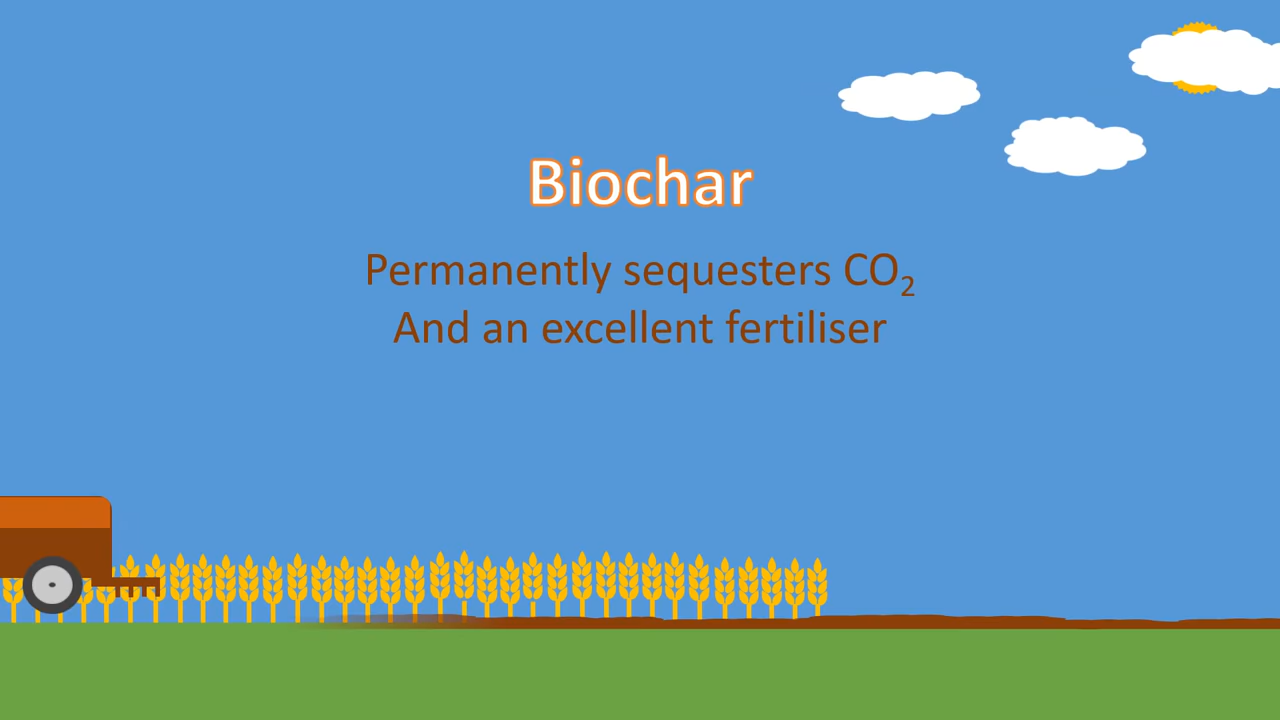 Biochar
Permanently sequesters CO₂
And an excellent fertiliser